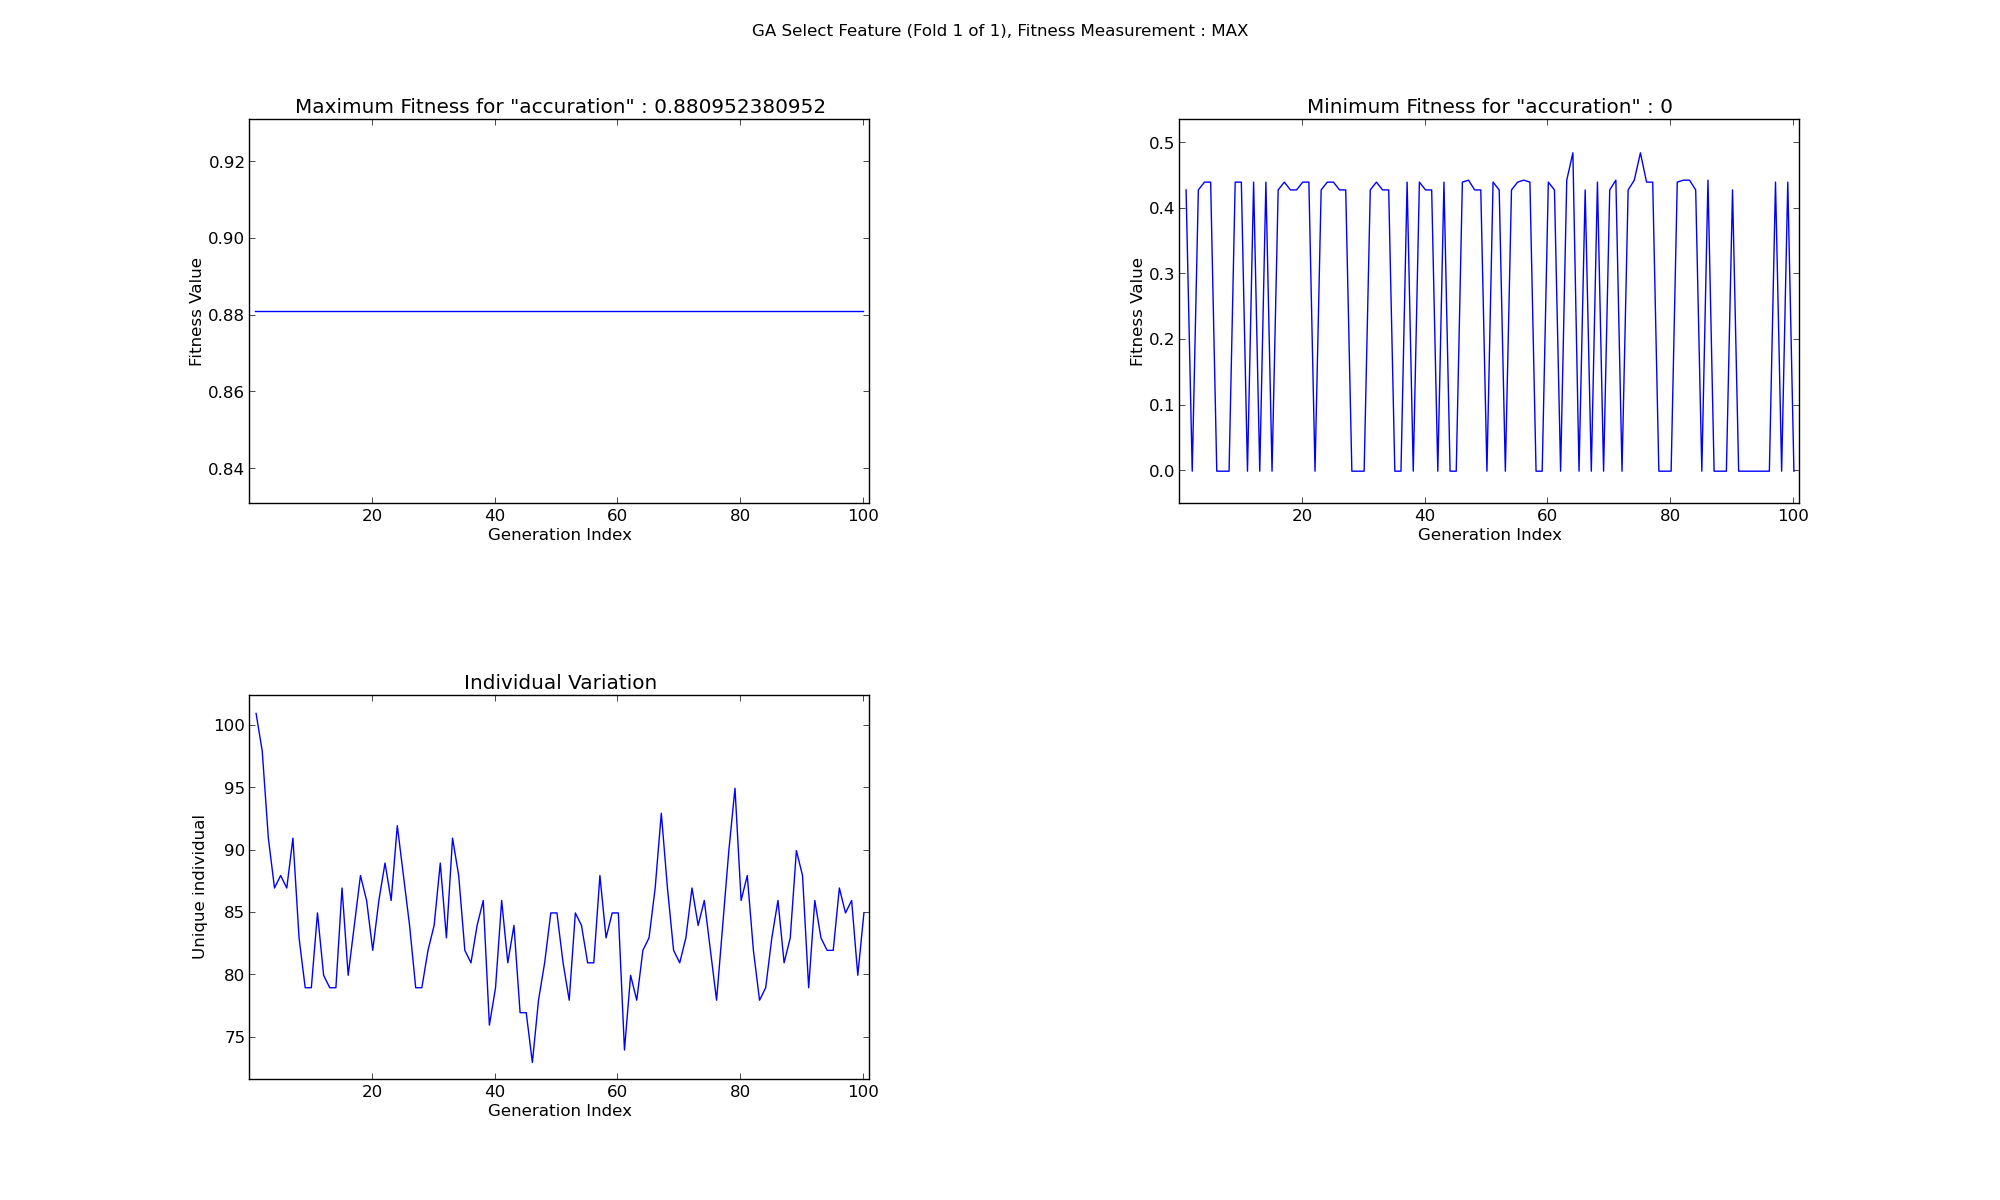 GA Select Feature (Fold 1 of 1), Fitness Measurement : MAX
Maximum Fitness for "accuration" : 0.880952380952
0.92
0.90
0.88
0.86
0.84
Fitness Value
20 40 60 80 100
Generation Index
Minimum Fitness for "accuration" : 0
0.5
0.4
0.3
0.2
0.1
0.0
Fitness Value
20 40 60 80 100
Generation Index
Individual Variation
100
95
90
85
80
75
Unique individual
20 40 60 80 100
Generation Index